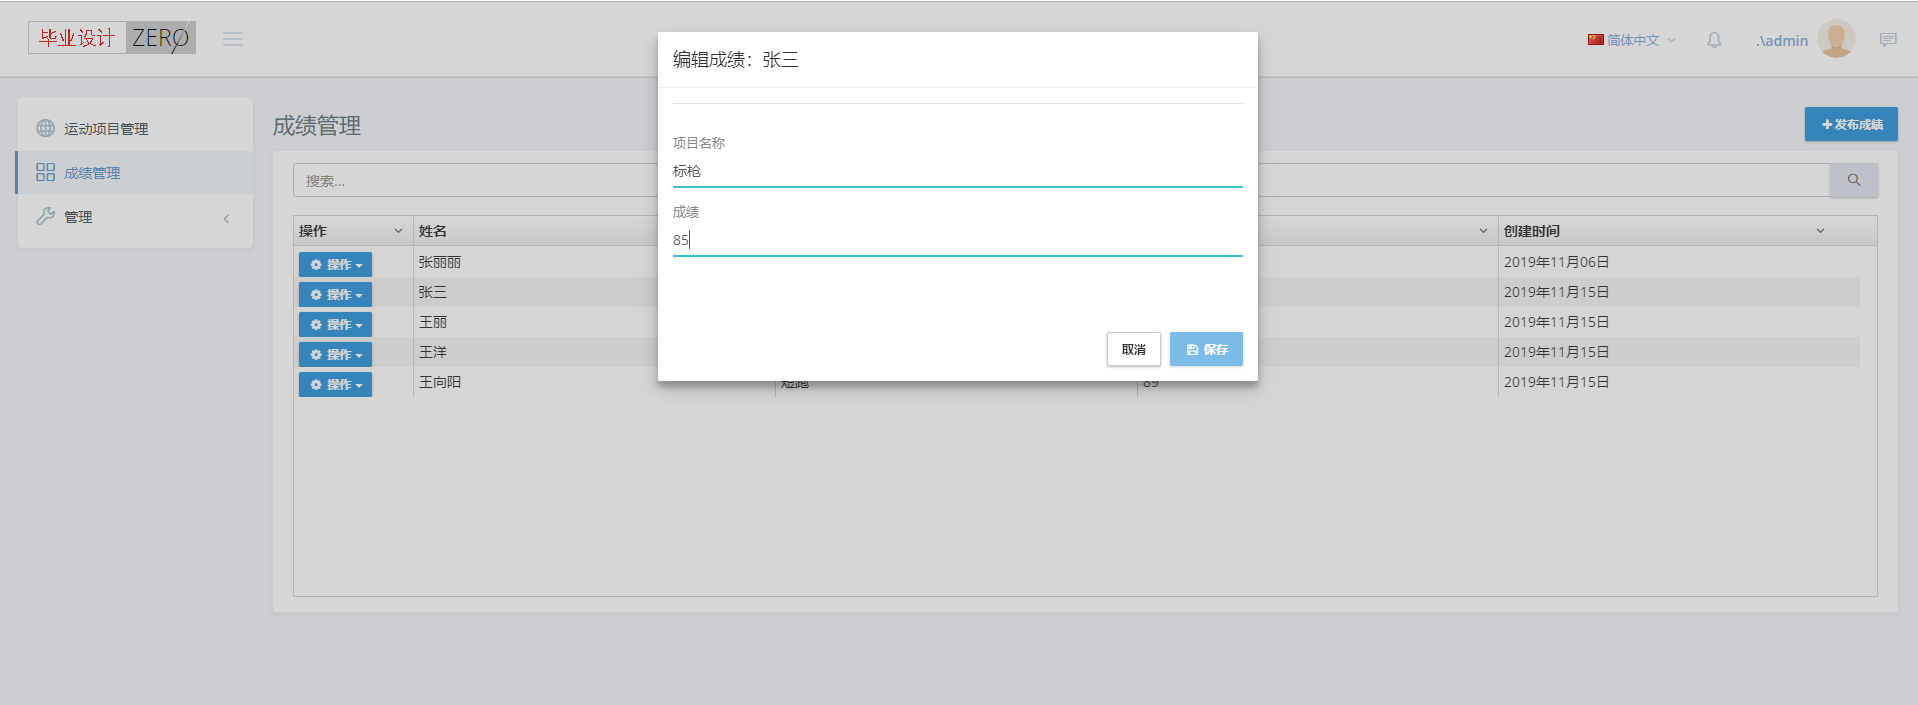 毕业设计 ZERO
简体中文
.\admin
运动项目管理
成绩管理
管理
成绩管理
发布成绩
搜索...
操作 姓名 创建时间
操作 张丽丽 2019年11月06日
操作 张三 2019年11月15日
操作 王丽 2019年11月15日
操作 王洋 2019年11月15日
操作 王向阳 短跑 89 2019年11月15日
编辑成绩：张三
项目名称
标枪
成绩
85
取消 保存